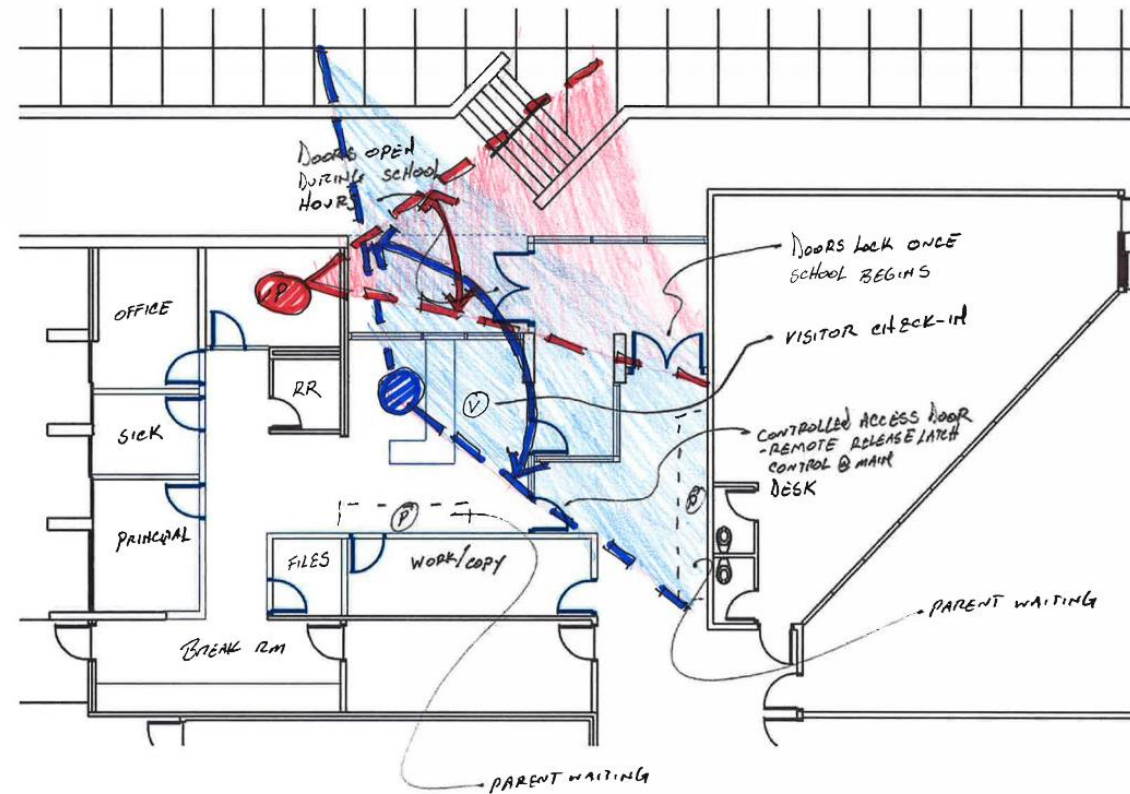 DOORS OPEN
DURING SCHOOL
HOURS
P
OFFICE
RR
SICK
PRINCIPAL
FILES
WORK/COPY
BREAK RM
V
P
P
DOORS LOCK ONCE
SCHOOL BEGINS
VISITOR CHECK-IN
CONTROLLED ACCESS DOOR
-REMOTE RELEASE LATCH
CONTROL @ MAIN
DESK
PARENT WAITING
PARENT WAITING